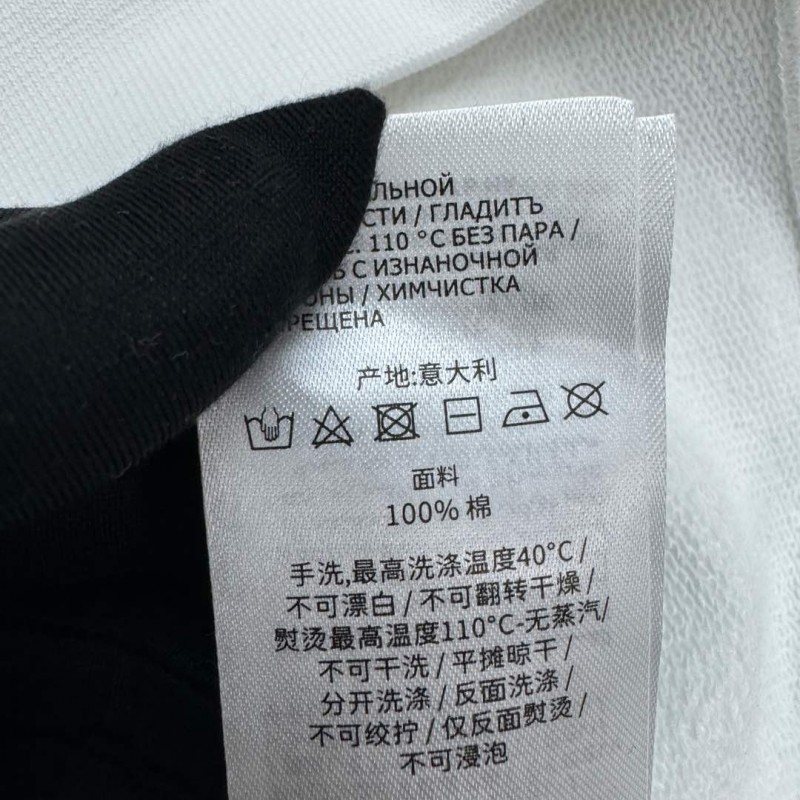 ЛЬНОЙ
СТИ / ГЛАДИТЪ
С. 110 °C БЕЗ ПАРА /
Ь С ИЗНАНОЧНОЙ
ОНЫ / ХИМЧИСТКА
РЕЩЕНА
产地:意大利
面料
100% 棉
手洗,最高洗涤温度40°C /
不可漂白 / 不可翻转干燥 /
熨烫最高温度110°C-无蒸汽/
不可干洗 / 平摊晾干 /
分开洗涤 / 反面洗涤 /
不可绞拧 / 仅反面熨烫 /
不可浸泡